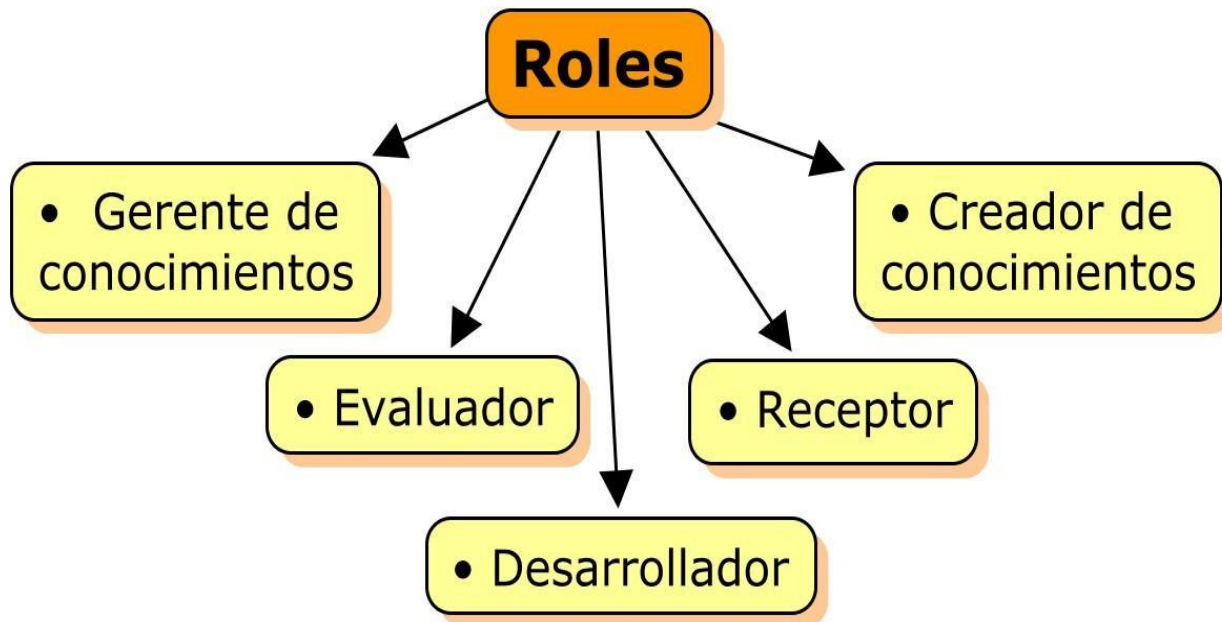 Roles
• Gerente de
conocimientos
• Creador de
conocimientos
• Evaluador
• Receptor
• Desarrollador